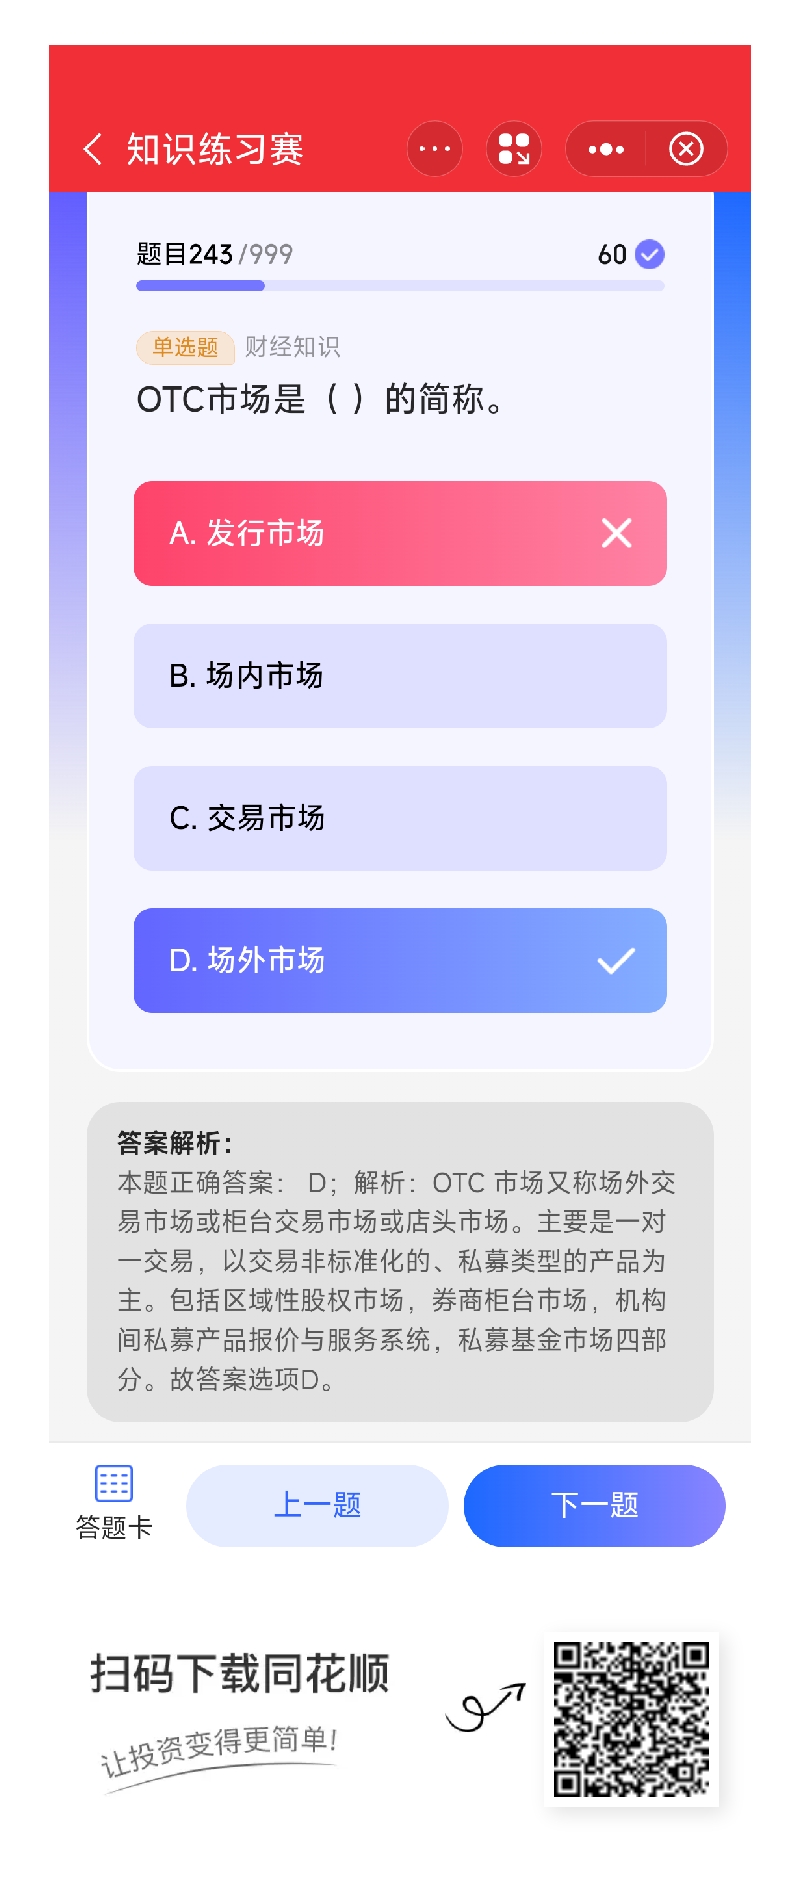 知识练习赛
题目243/999
60
单选题 财经知识
OTC市场是（ ）的简称。
A. 发行市场
B. 场内市场
C. 交易市场
D. 场外市场
答案解析：
本题正确答案： D；解析：OTC 市场又称场外交
易市场或柜台交易市场或店头市场。主要是一对
一交易，以交易非标准化的、私募类型的产品为
主。包括区域性股权市场，券商柜台市场，机构
间私募产品报价与服务系统，私募基金市场四部
分。故答案选项D。
答题卡
上一题
下一题
扫码下载同花顺
让投资变得更简单!